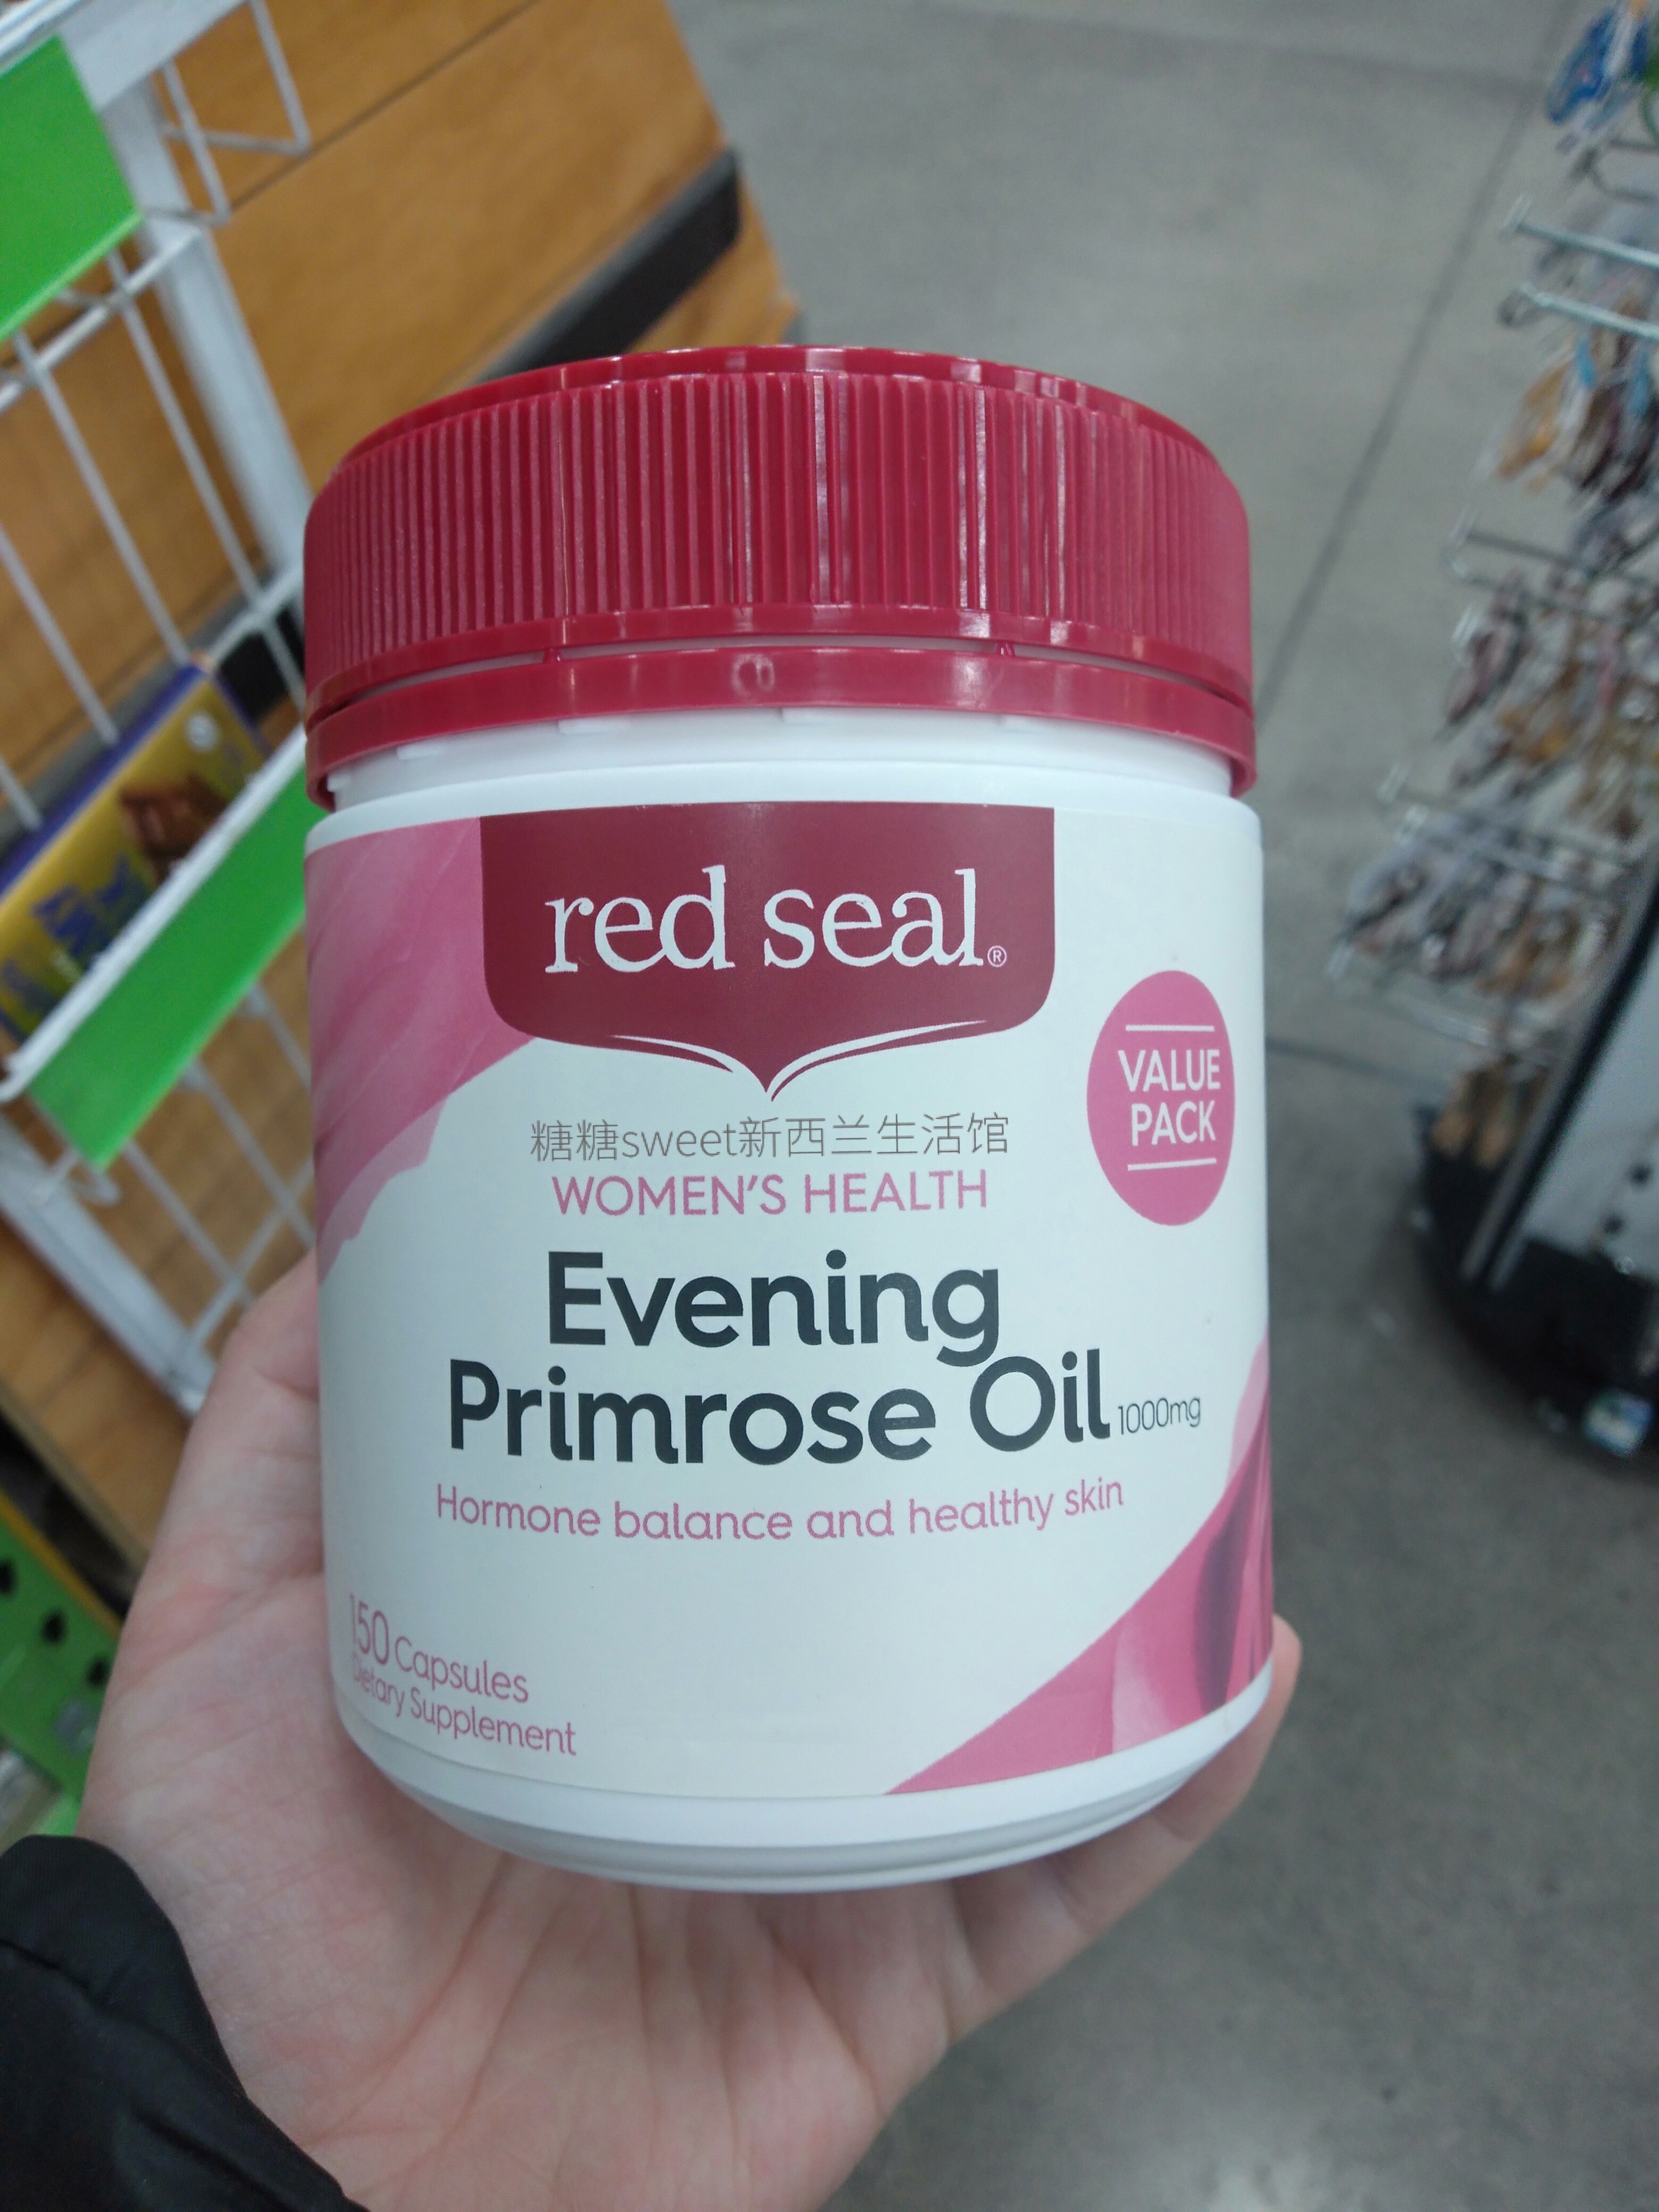 red seal®
VALUE
PACK
糖糖sweet新西兰生活馆
WOMEN'S HEALTH
Evening
Primrose Oil 1000mg
Hormone balance and healthy skin
150 Capsules
Dietary Supplement